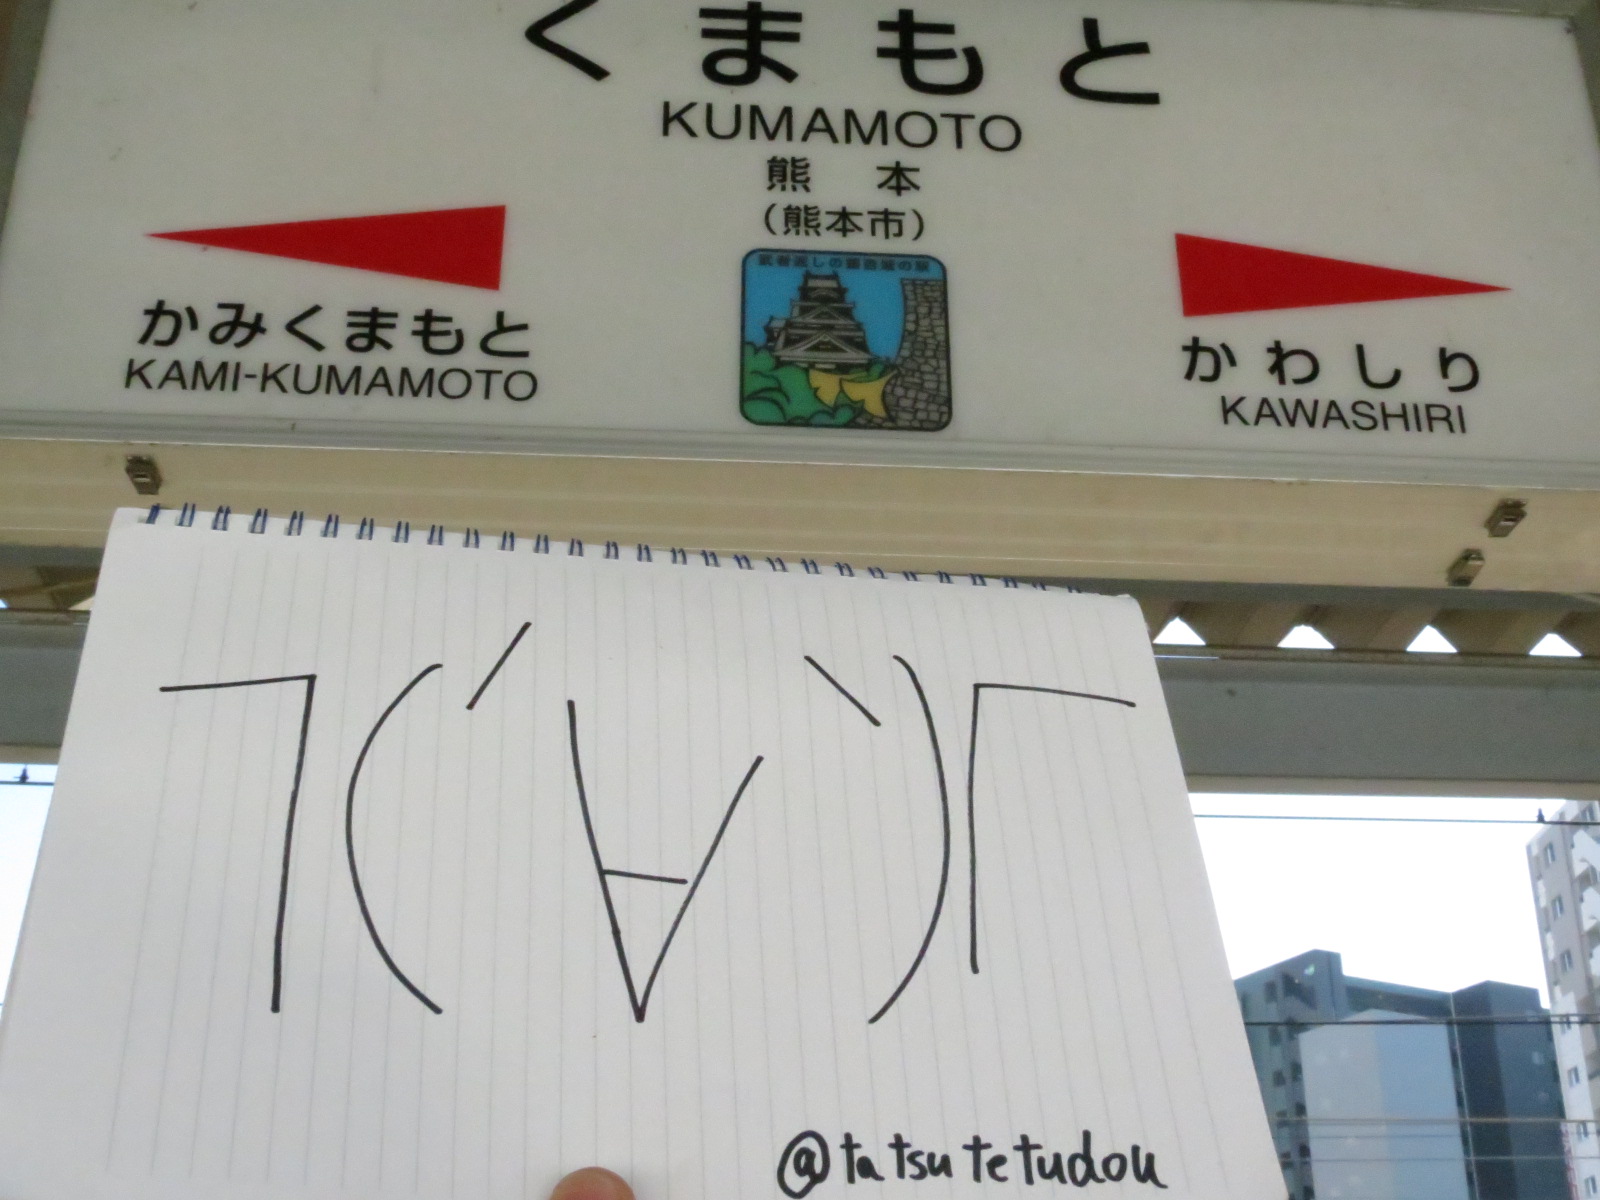 くまもと
KUMAMOTO
熊本
(熊本市)
かみくまもと
KAMI-KUMAMOTO
かわしり
KAWASHIRI
┐(´∀｀)┌
@tatsutetudou